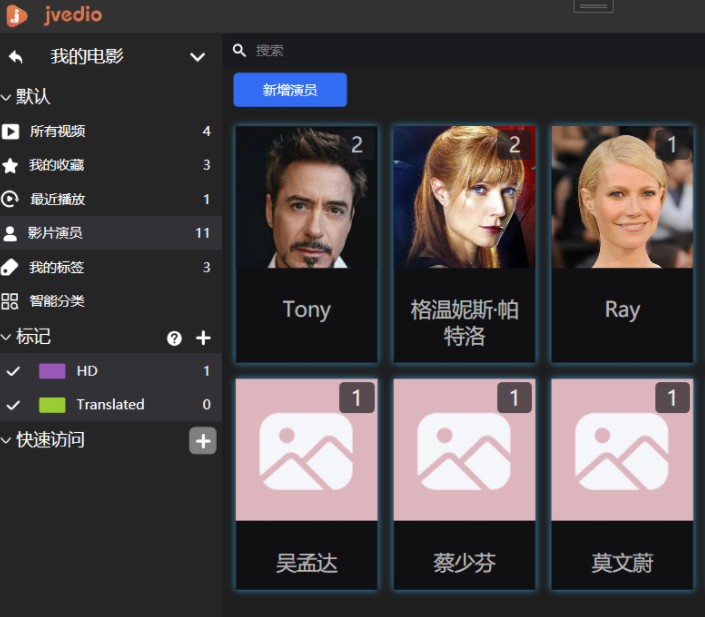 jvedio
我的电影
搜索
新增演员
默认
所有视频 4
我的收藏 3
最近播放 1
影片演员 11
我的标签 3
智能分类
标记
HD 1
Translated 0
快速访问
2
2
1
Tony
格温妮斯·帕
特洛
Ray
1
1
1
吴孟达
蔡少芬
莫文蔚